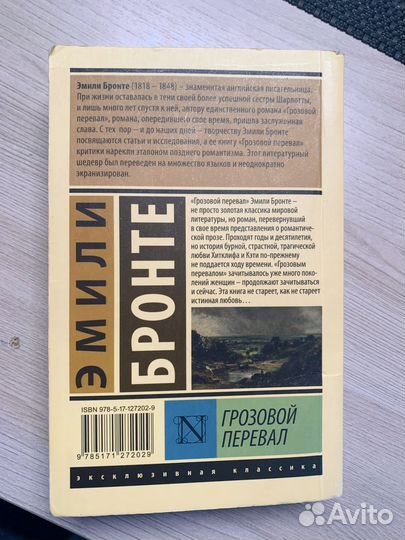 Эмили Бронте (1818 – 1848) – знаменитая английская писательница.
При жизни оставалась в тени своей более успешной сестры Шарлотты,
и лишь много лет спустя к ней, автору единственного романа «Грозовой
перевал», романа, опередившего свое время, пришла заслуженная
слава. С тех пор – и до наших дней – творчеству Эмили Бронте
посвящаются статьи и исследования, а ее книгу «Грозовой перевал»
критики нарекли эталоном позднего романтизма. Этот литературный
шедевр был переведен на множество языков и неоднократно
экранизирован.
ЭМИЛИ
БРОНТЕ
«Грозовой перевал» Эмили Бронте –
не просто золотая классика мировой
литературы, но роман, перевернувший
в свое время представления о романтиче-
ской прозе. Проходят годы и десятилетия,
но история бурной, страстной, трагической
любви Хитклифа и Кэти по-прежнему
не поддается ходу времени. «Грозовым
перевалом» зачитывалось уже много поко-
лений женщин – продолжают зачитываться
и сейчас. Эта книга не стареет, как не стареет
истинная любовь…
ISBN 978-5-17-127202-9
9 785171 272029
N
ГРОЗОВОЙ
ПЕРЕВАЛ
эксклюзивная классика
Avito